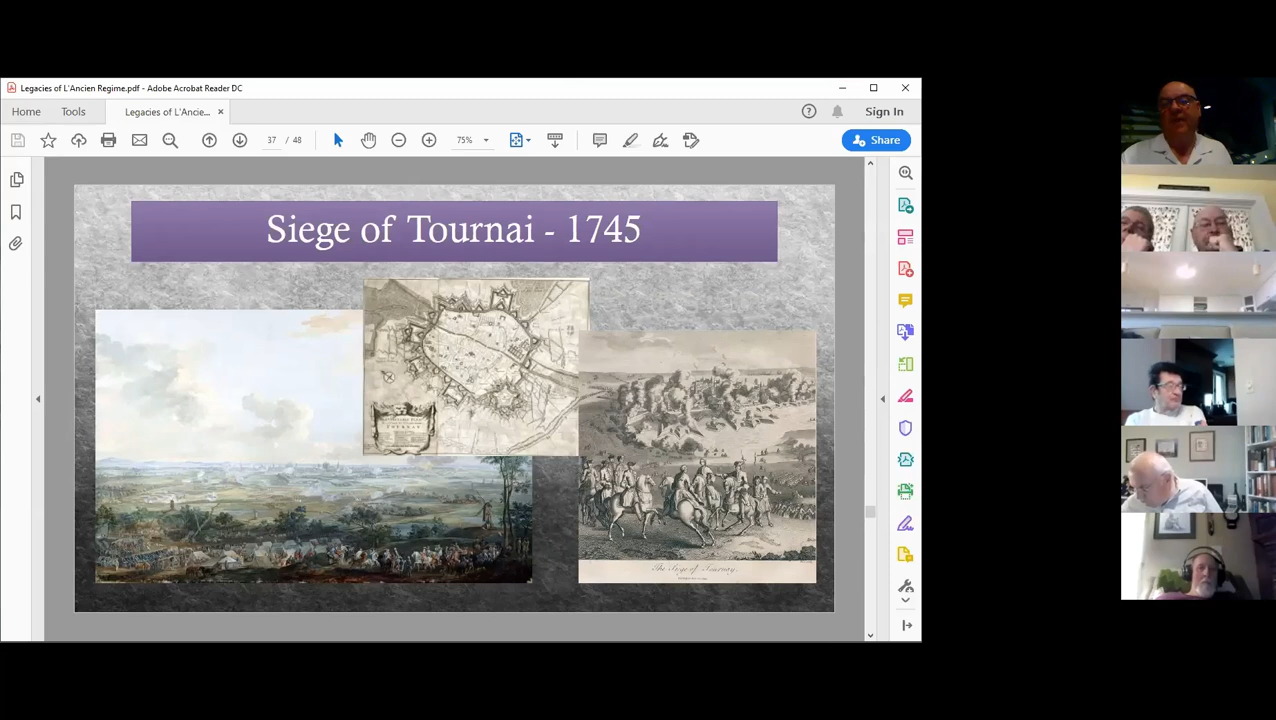 Legacies of L'Ancien Regime.pdf - Adobe Acrobat Reader DC
Home
Tools
Legacies of L'Ancie...
Sign In
37 / 48
75%
Share
Siege of Tournai - 1745
TOURNAY
The Siege of Tournay.